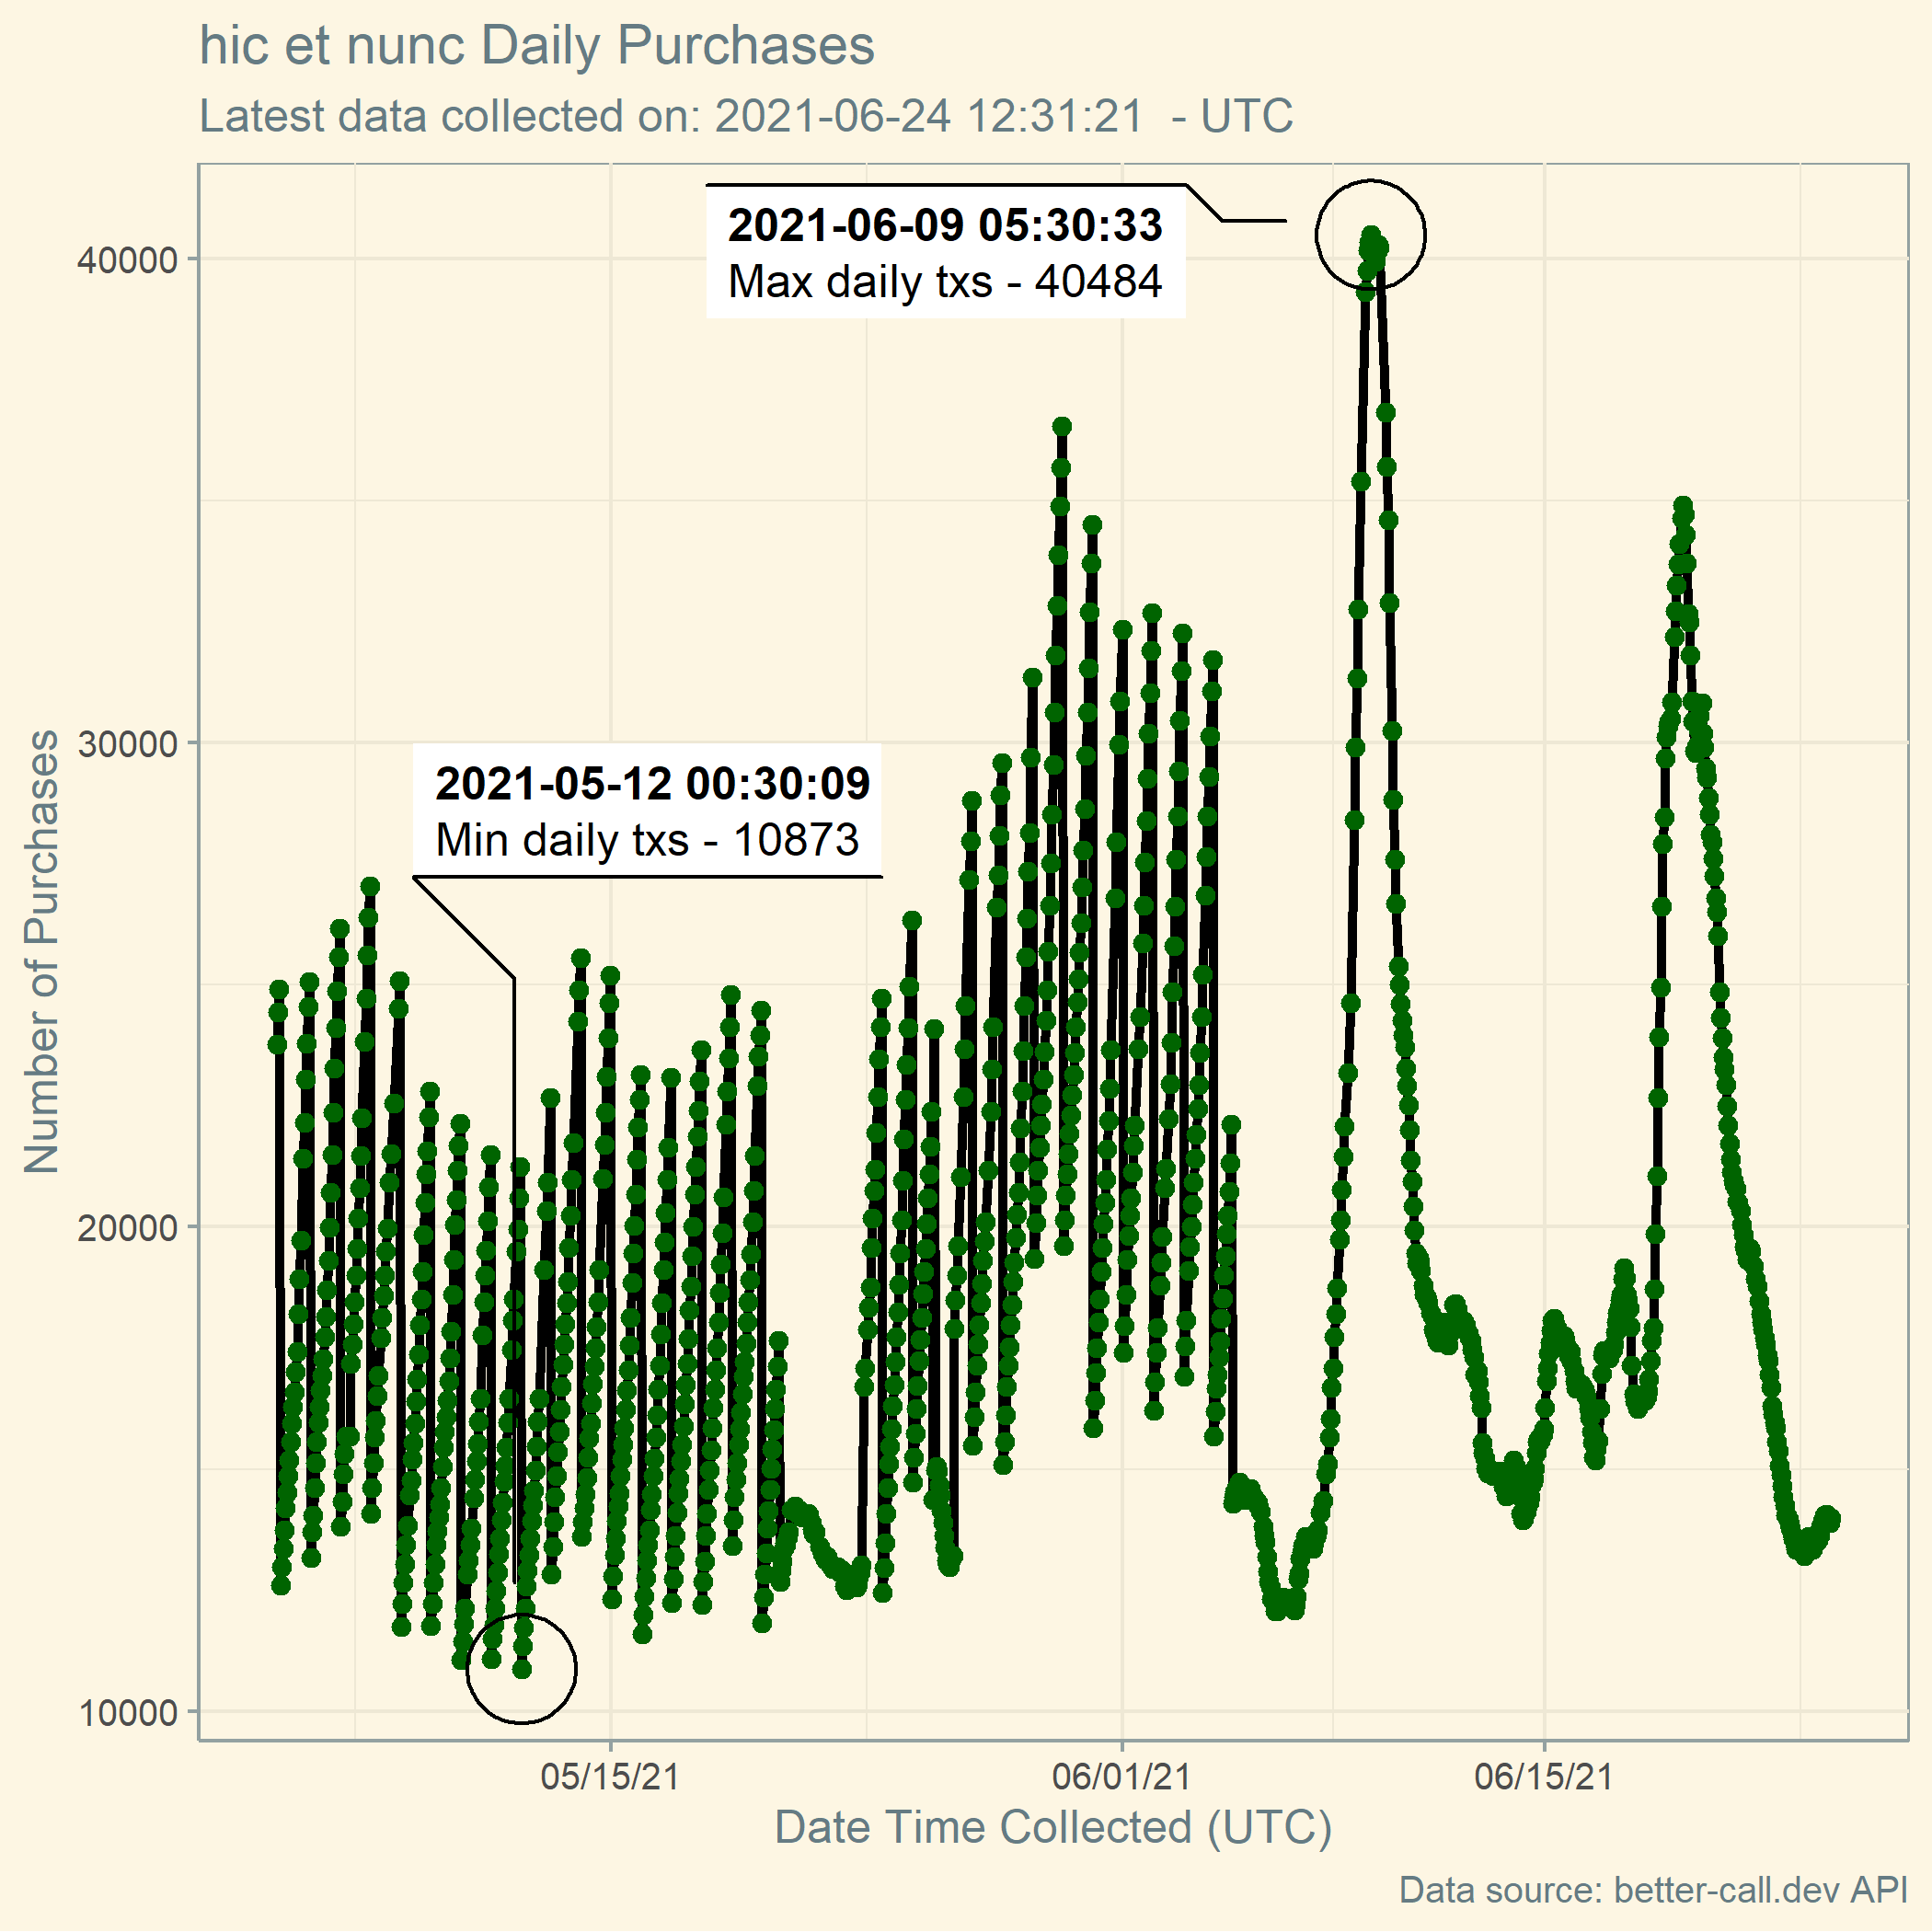 hic et nunc Daily Purchases
Latest data collected on: 2021-06-24 12:31:21  - UTC
2021-06-09 05:30:33
Max daily txs - 40484
2021-05-12 00:30:09
Min daily txs - 10873
Number of Purchases
40000
30000
20000
10000
05/15/21
06/01/21
06/15/21
Date Time Collected (UTC)
Data source: better-call.dev API